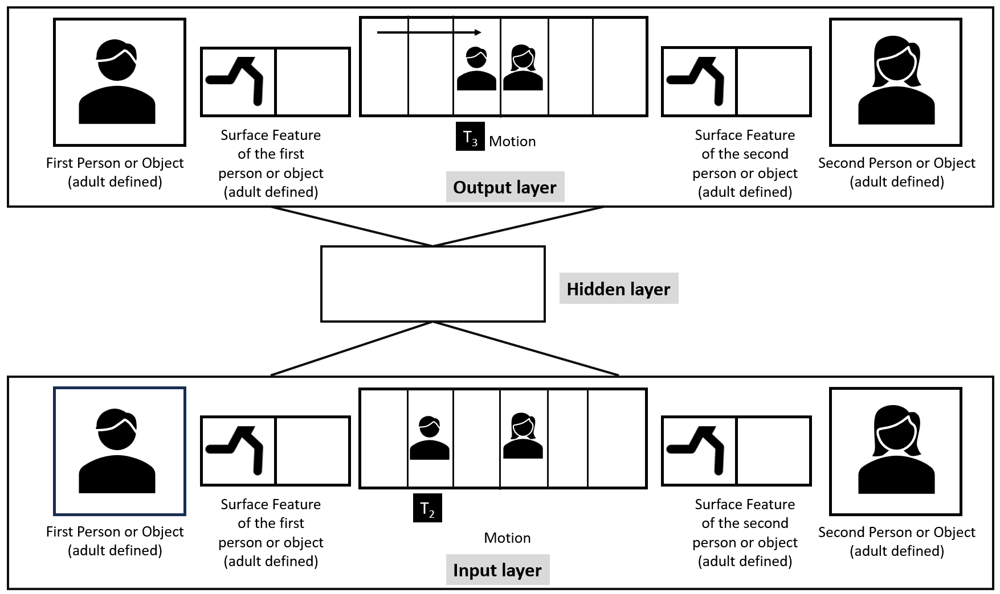 First Person or Object
(adult defined)
Surface Feature
of the first
person or object
(adult defined)
T3 Motion
Output layer
Surface Feature
of the second
person or object
(adult defined)
Second Person or Object
(adult defined)
Hidden layer
First Person or Object
(adult defined)
Surface Feature
of the first
person or object
(adult defined)
T2
Motion
Input layer
Surface Feature
of the second
person or object
(adult defined)
Second Person or Object
(adult defined)